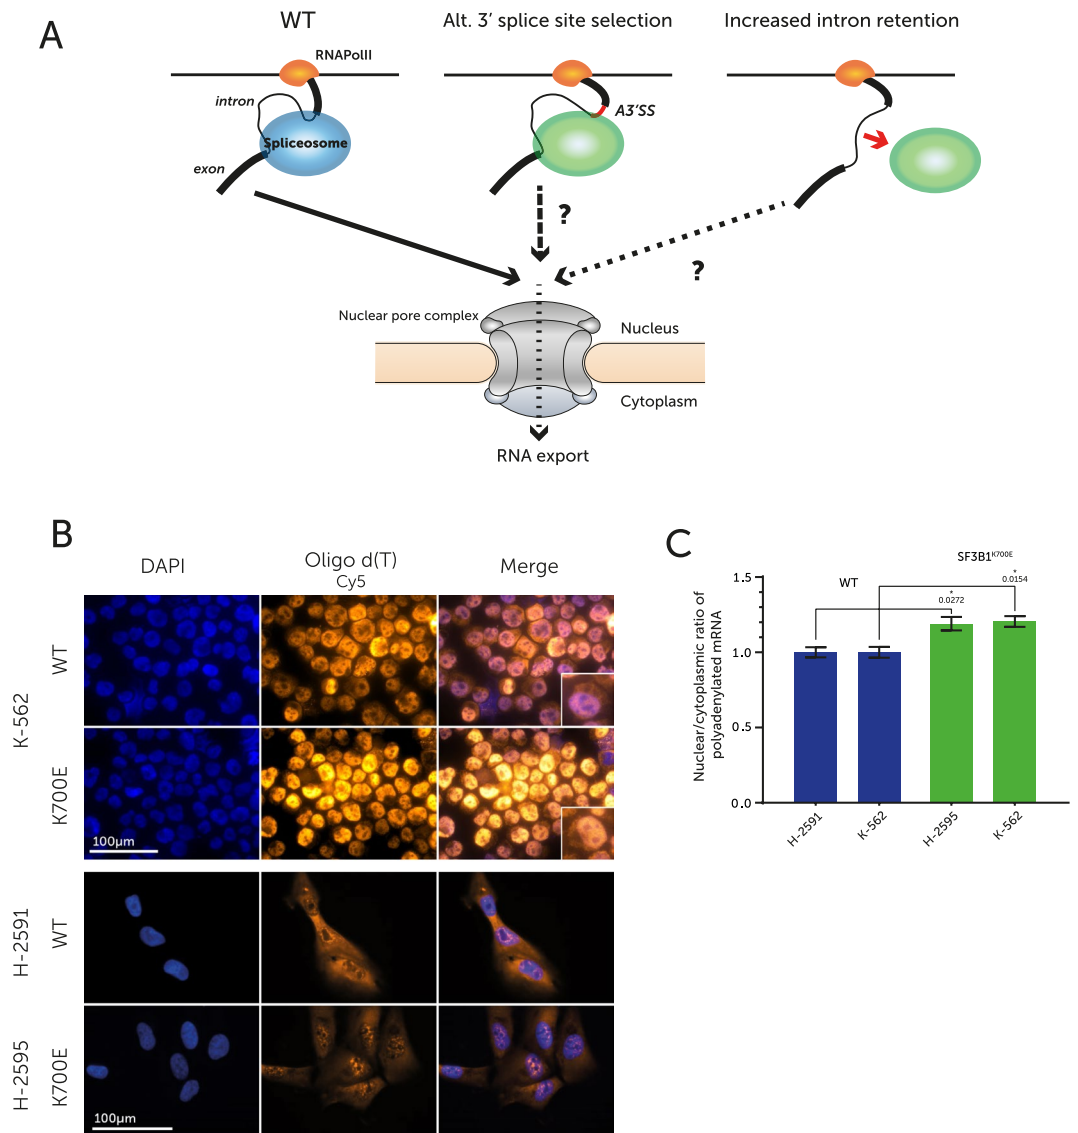 A
WT
Alt. 3′ splice site selection
Increased intron retention
RNAPolII
intron
A3′SS
Spliceosome
exon
?
?
Nuclear pore complex
Nucleus
Cytoplasm
RNA export
B
DAPI
Oligo d(T)
Cy5
Merge
K-562
WT
K700E
100µm
H-2591
WT
H-2595
K700E
100µm
C
SF3B1K700E
WT
*
0.0272
*
0.0154
Nuclear/cytoplasmic ratio of
polyadenylated mRNA
1.5
1.0
0.5
0.0
H-2591
K-562
H-2595
K-562